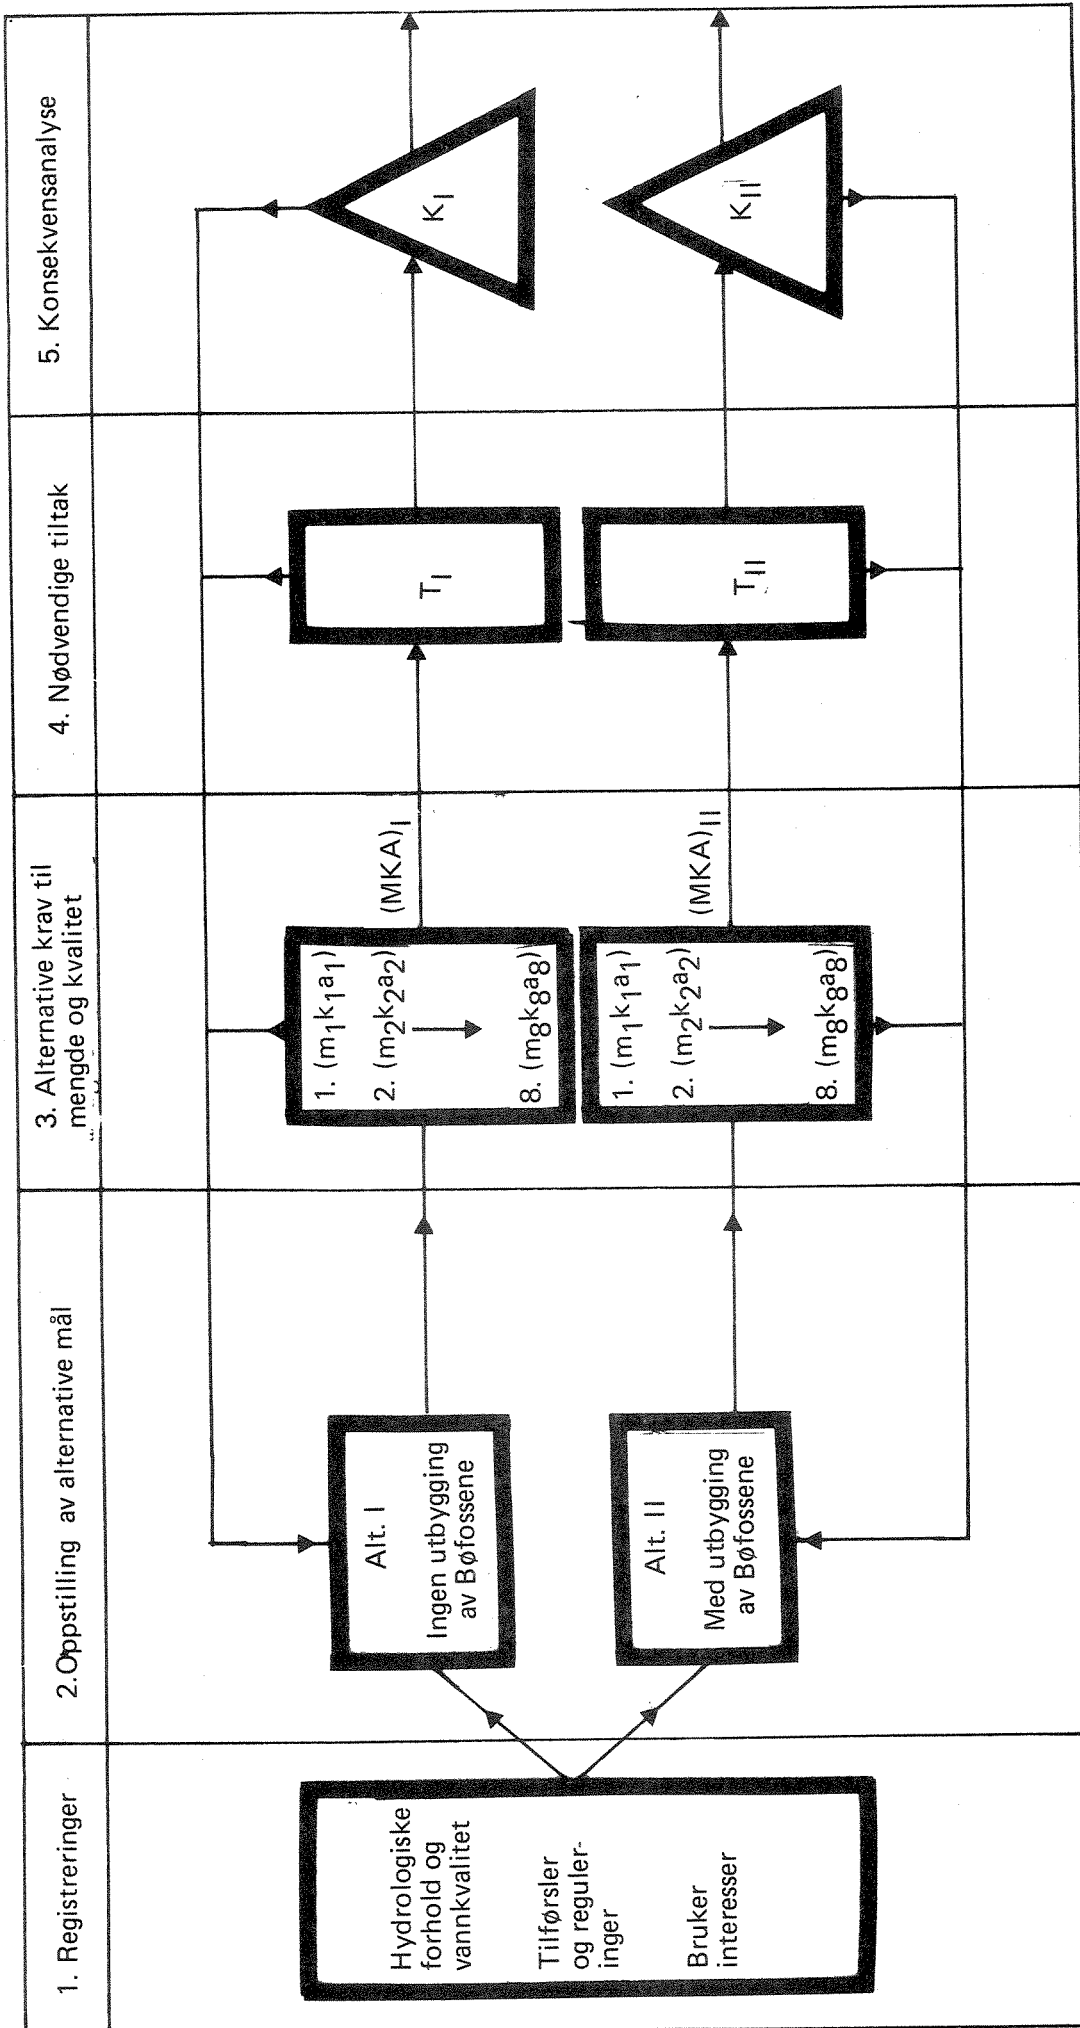 1. Registreringer
2.Oppstilling av alternative mål
3. Alternative krav til
mengde og kvalitet
4. Nødvendige tiltak
5. Konsekvensanalyse
Hydrologiske
forhold og
vannkvalitet
Tilførsler
og reguler-
inger
Bruker
interesser
Alt. I
Ingen utbygging
av Bøfossene
1. (m₁k₁a₁)
2. (m₂k₂a₂)
8. (m₈k₈a₈)
(MKA)I
TI
KI
Alt. II
Med utbygging
av Bøfossene
1. (m₁k₁a₁)
2. (m₂k₂a₂)
8. (m₈k₈a₈)
(MKA)II
TII
KII